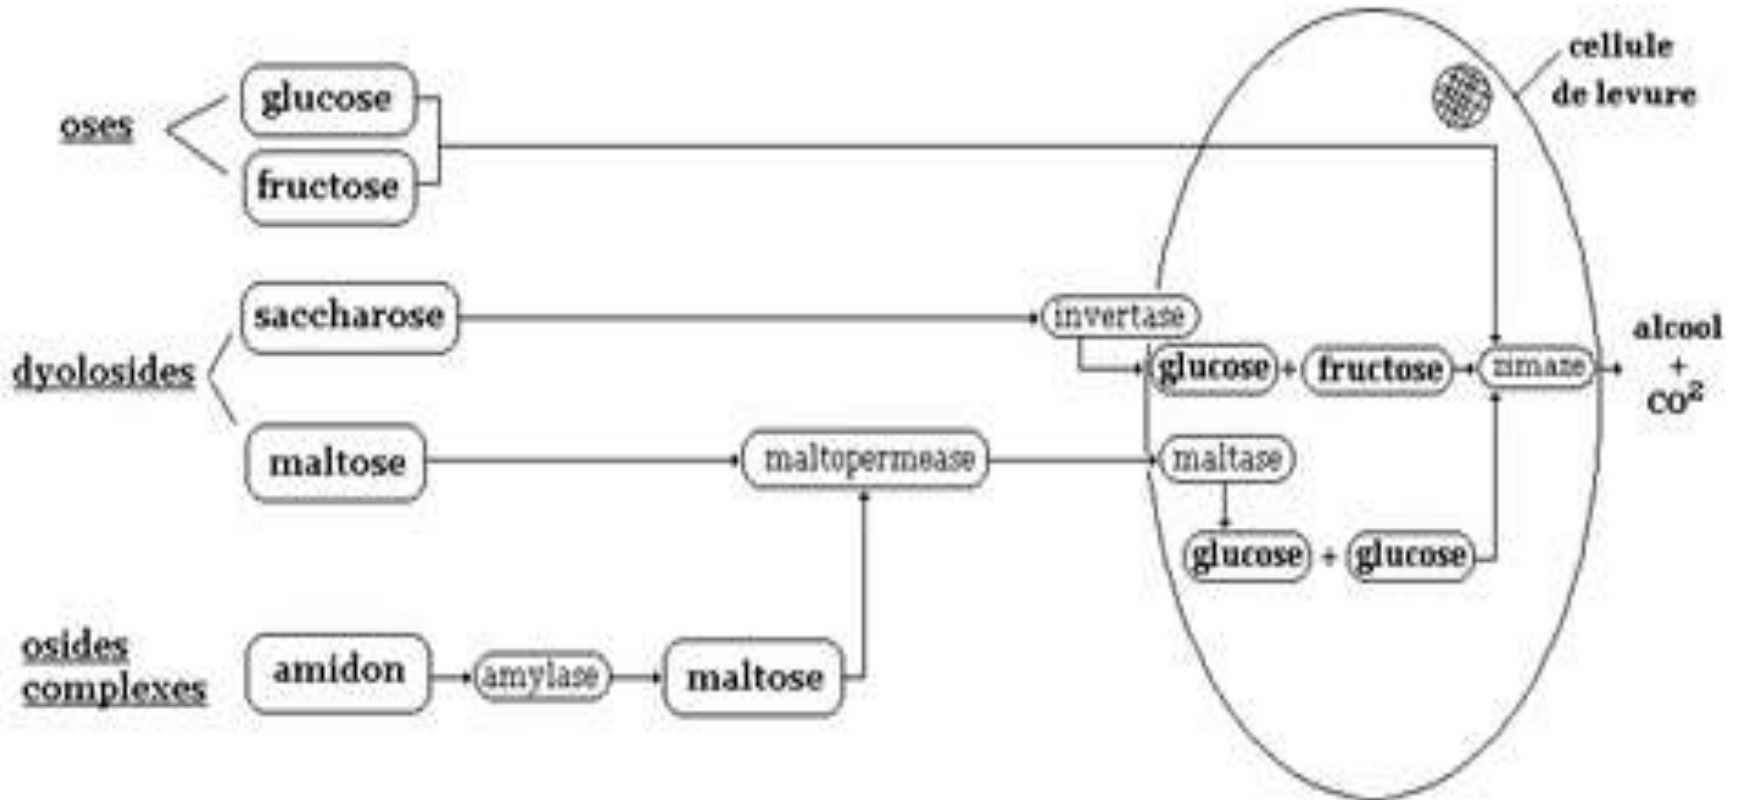 cellule
de levure
oses
glucose
fructose
saccharose
invertase
dyolosides
glucose + fructose
zimaze
alcool
+
CO²
maltose
maltopermease
maltase
glucose + glucose
osides
complexes
amidon
amylase
maltose